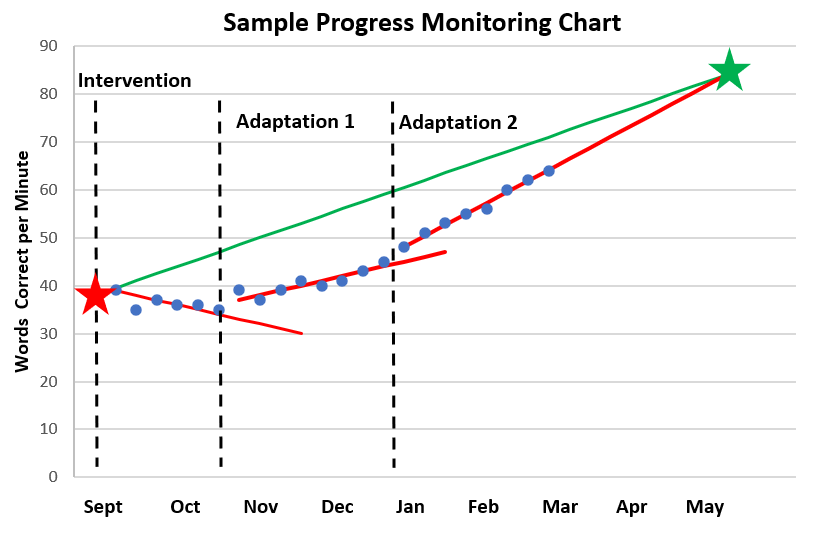 Sample Progress Monitoring Chart
90
Intervention
80
Adaptation 1
Adaptation 2
70
60
50
40
30
20
10
0
Words Correct per Minute
Sept Oct Nov Dec Jan Feb Mar Apr May